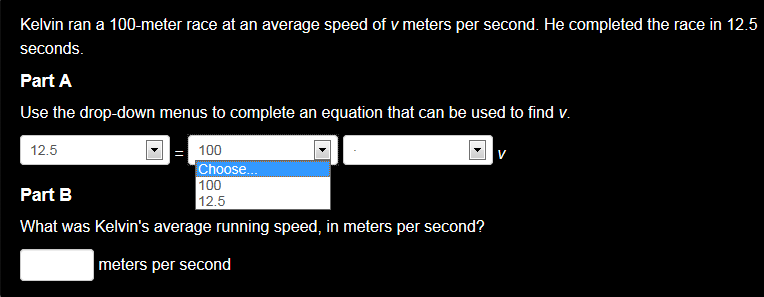 Kelvin ran a 100-meter race at an average speed of v meters per second. He completed the race in 12.5
seconds.
Part A
Use the drop-down menus to complete an equation that can be used to find v.
12.5 = 100 - v
Choose...
100
12.5
Part B
What was Kelvin's average running speed, in meters per second?
meters per second